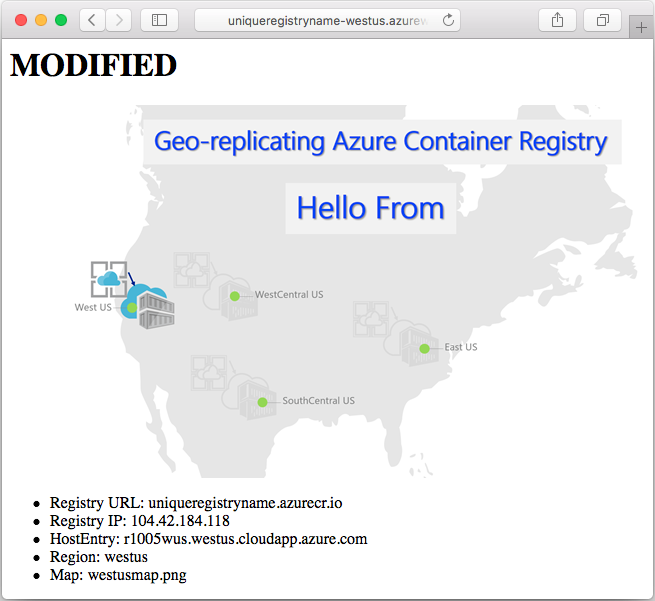 uniqueregistryname-westus.azurew
MODIFIED
Geo-replicating Azure Container Registry
Hello From
WestCentral US
West US
East US
SouthCentral US
• Registry URL: uniqueregistryname.azurecr.io
• Registry IP: 104.42.184.118
• HostEntry: r1005wus.westus.cloudapp.azure.com
• Region: westus
• Map: westusmap.png